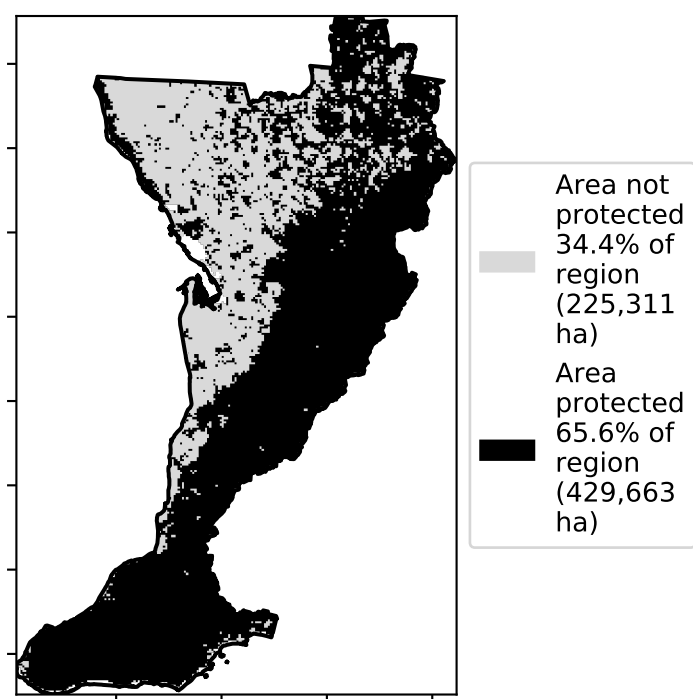 Area not
protected
34.4% of
region
(225,311
ha)
Area
protected
65.6% of
region
(429,663
ha)